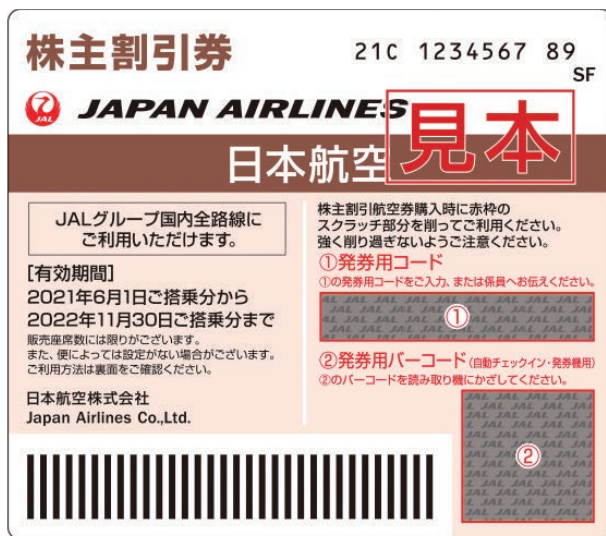 株主割引券
21C 1234567 89
SF
JAL
JAPAN AIRLINES
日本航空
見本
JALグループ国内全路線に
ご利用いただけます。
[有効期間]
2021年6月1日ご搭乗分から
2022年11月30日ご搭乗分まで
販売座席数には限りがございます。
また、便によっては設定がない場合がございます。
ご利用方法は裏面をご確認ください。
日本航空株式会社
Japan Airlines Co.,Ltd.
株主割引航空券購入時に赤枠の
スクラッチ部分を削ってご利用ください。
強く削り過ぎないようご注意ください。
①発券用コード
①の発券用コードをご入力、または係員へお伝えください。
①
②発券用バーコード(自動チェックイン・発券機用)
②のバーコードを読み取り機にかざしてください。
②